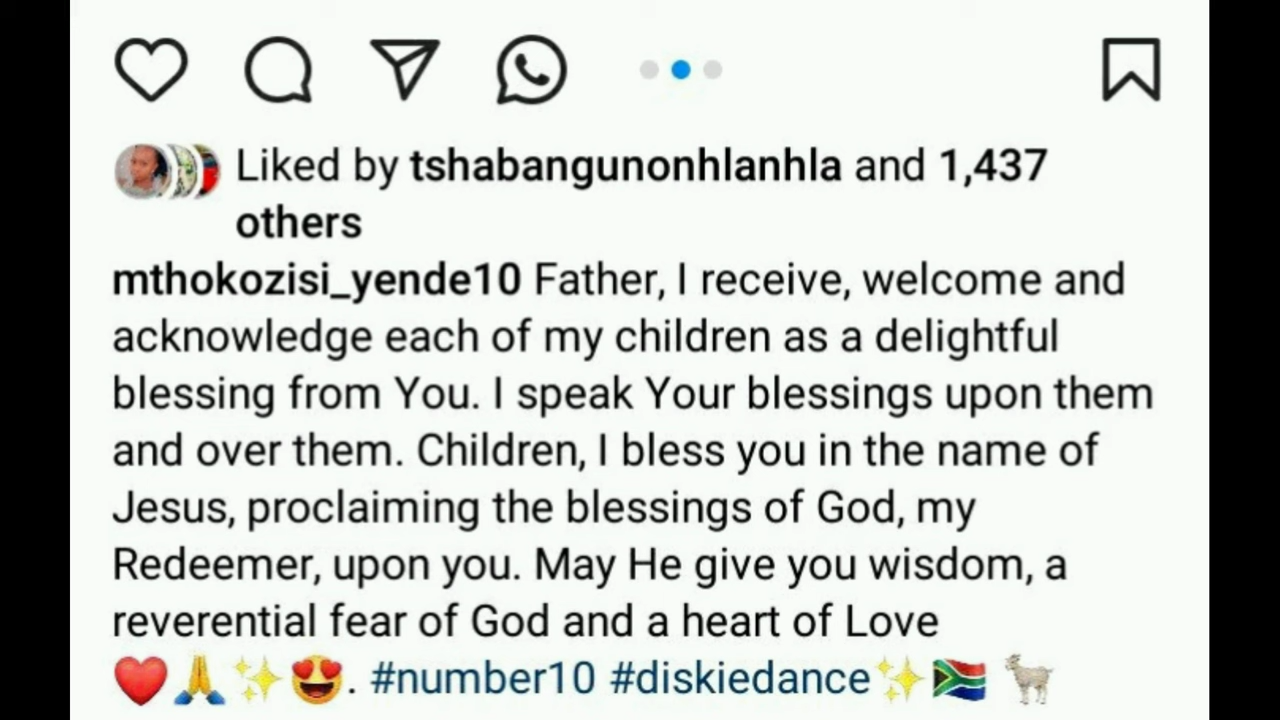 Liked by tshabangunonhlanhla and 1,437
others
mthokozisi_yende10 Father, I receive, welcome and
acknowledge each of my children as a delightful
blessing from You. I speak Your blessings upon them
and over them. Children, I bless you in the name of
Jesus, proclaiming the blessings of God, my
Redeemer, upon you. May He give you wisdom, a
reverential fear of God and a heart of Love
❤️🙏✨😍. #number10 #diskiedance✨🇿🇦 🐐